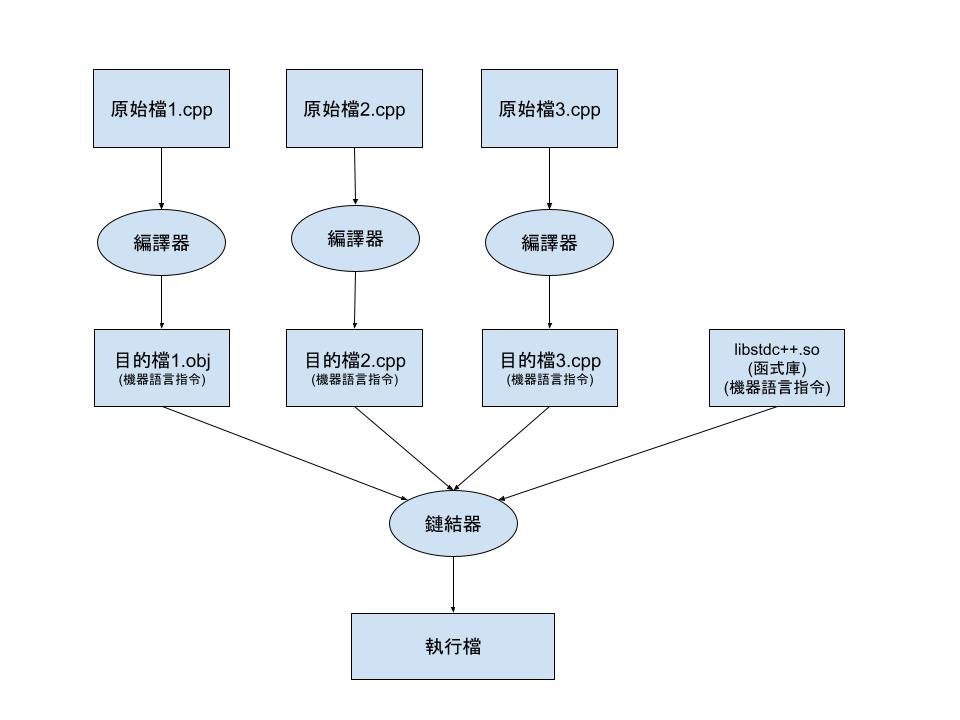 原始檔1.cpp
原始檔2.cpp
原始檔3.cpp
編譯器
編譯器
編譯器
目的檔1.obj
(機器語言指令)
目的檔2.cpp
(機器語言指令)
目的檔3.cpp
(機器語言指令)
libstdc++.so
(函式庫)
(機器語言指令)
鏈結器
執行檔